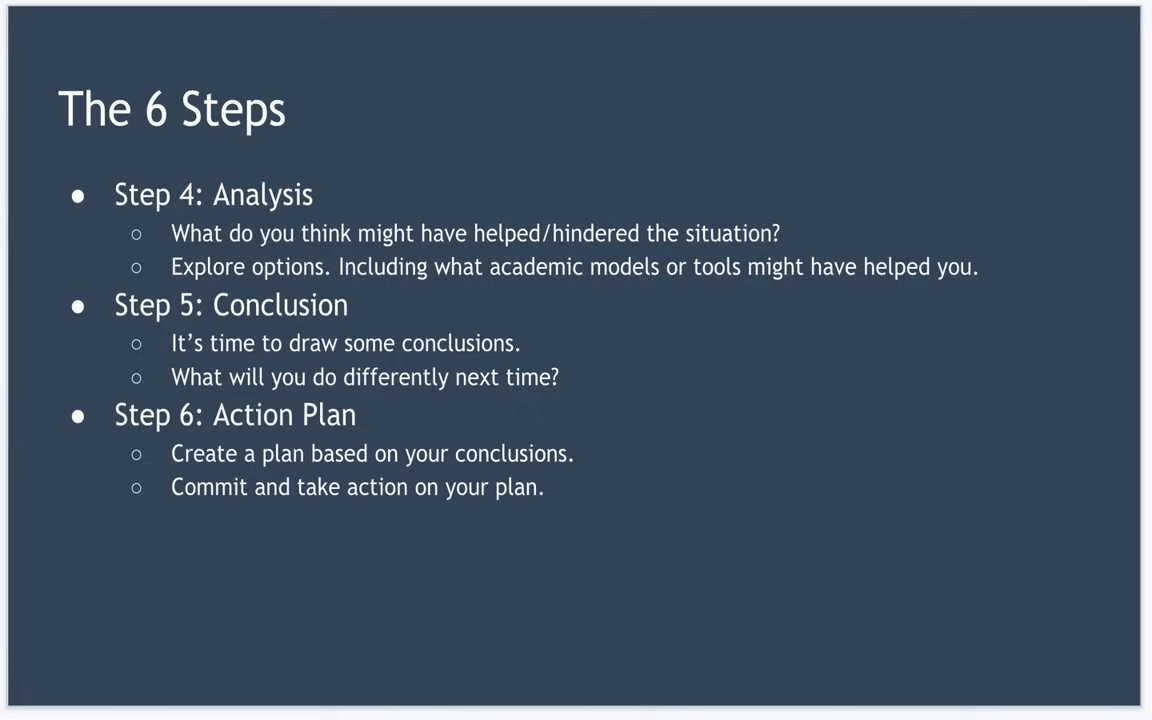 The 6 Steps
● Step 4: Analysis
○ What do you think might have helped/hindered the situation?
○ Explore options. Including what academic models or tools might have helped you.
● Step 5: Conclusion
○ It’s time to draw some conclusions.
○ What will you do differently next time?
● Step 6: Action Plan
○ Create a plan based on your conclusions.
○ Commit and take action on your plan.